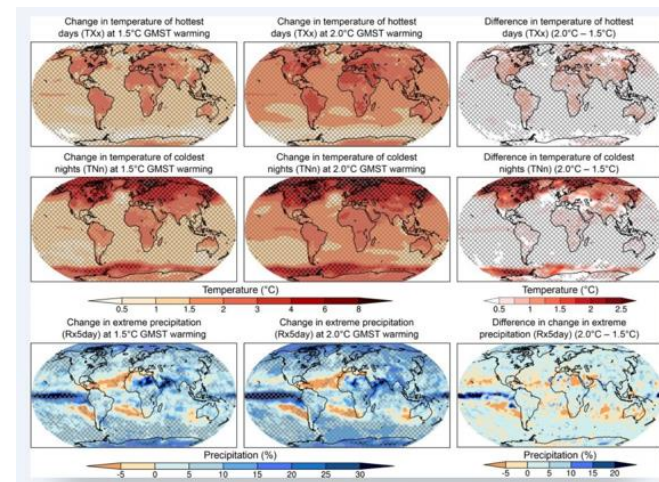 Change in temperature of hottest
days (TXx) at 1.5°C GMST warming
Change in temperature of hottest
days (TXx) at 2.0°C GMST warming
Difference in temperature of hottest
days (TXx) (2.0°C – 1.5°C)
Change in temperature of coldest
nights (TNn) at 1.5°C GMST warming
Change in temperature of coldest
nights (TNn) at 2.0°C GMST warming
Difference in temperature of coldest
nights (TNn) (2.0°C – 1.5°C)
Temperature (°C)
0.5 1 1.5 2 3 4 6 8
Temperature (°C)
0.5 1 1.5 2 2.5
Change in extreme precipitation
(Rx5day) at 1.5°C GMST warming
Change in extreme precipitation
(Rx5day) at 2.0°C GMST warming
Difference in change in extreme
precipitation (Rx5day) (2.0°C – 1.5°C)
Precipitation (%)
-5 0 5 10 15 20 25 30
Precipitation (%)
-5 0 5 10 15 20